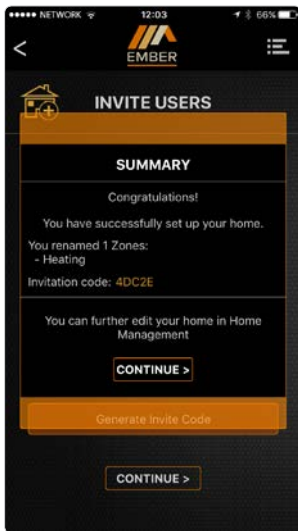 ••••• NETWORK 12:03 66%
<
EMBER
INVITE USERS
SUMMARY
Congratulations!
You have successfully set up your home.
You renamed 1 Zones:
- Heating
Invitation code: 4DC2E
You can further edit your home in Home
Management
CONTINUE >
Generate Invite Code
CONTINUE >